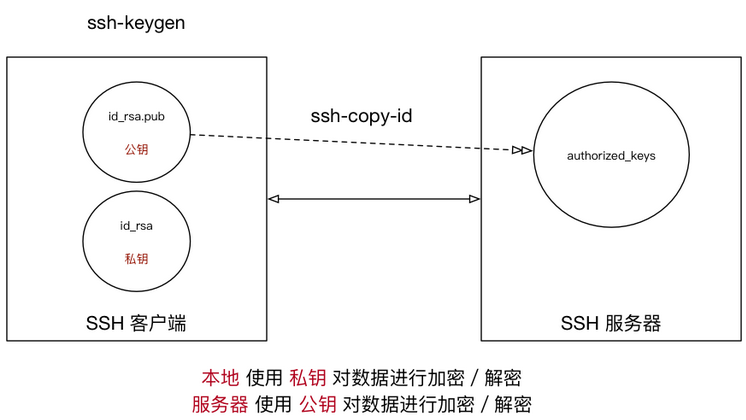 ssh-keygen
id_rsa.pub
公钥
ssh-copy-id
authorized_keys
id_rsa
私钥
SSH 客户端
SSH 服务器
本地 使用 私钥 对数据进行加密 / 解密
服务器 使用 公钥 对数据进行加密 / 解密